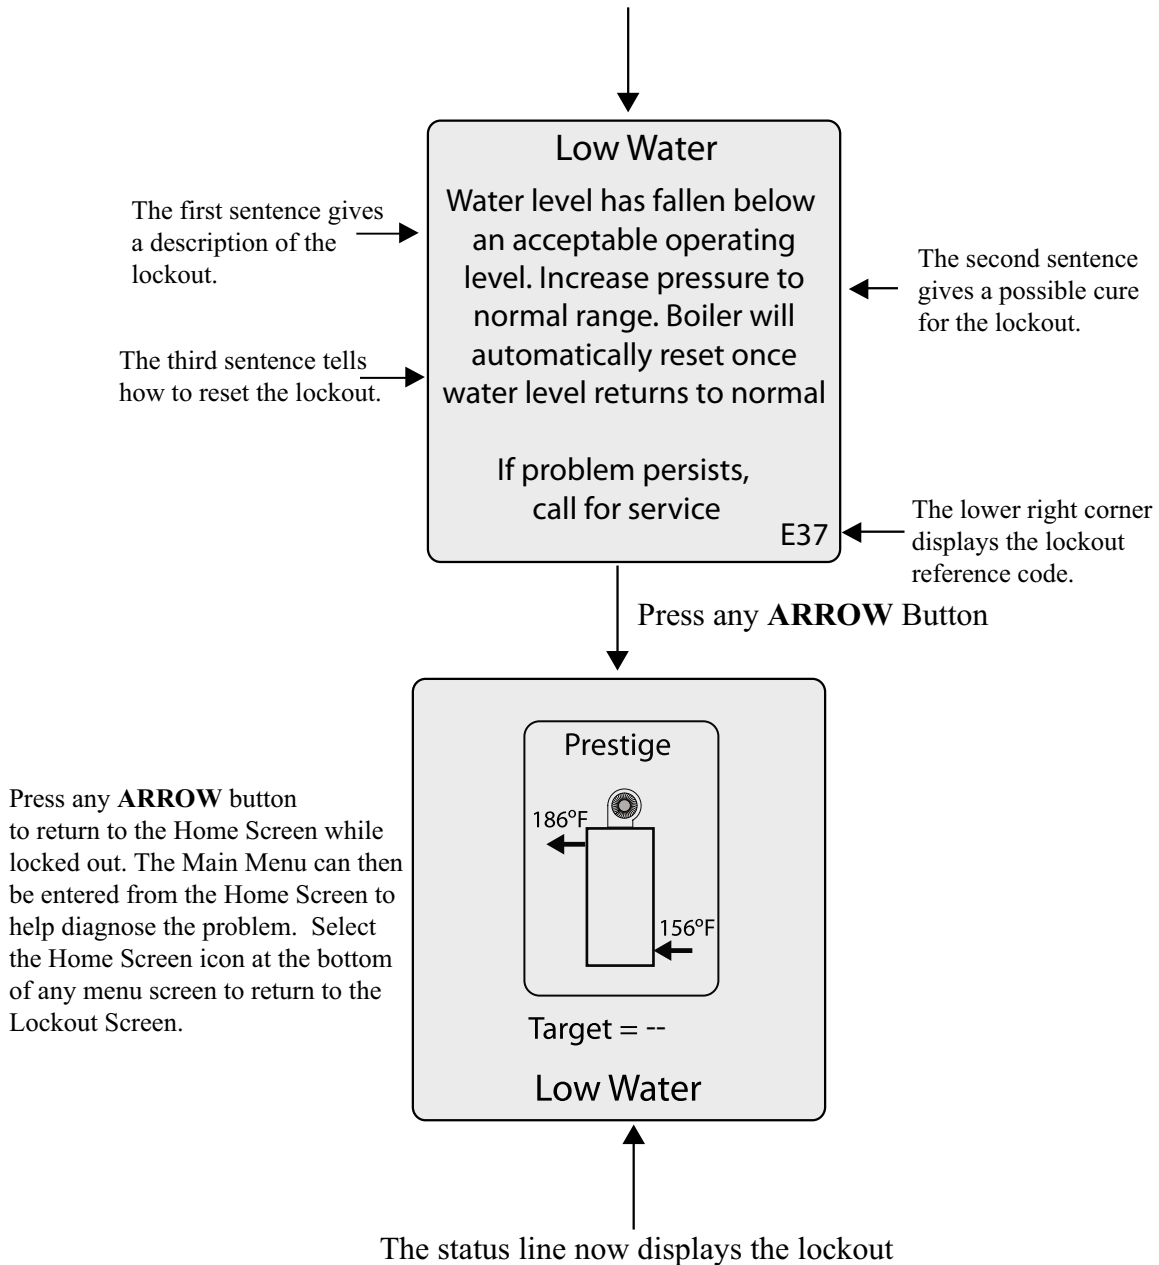 Low Water
The first sentence gives
a description of the
lockout.
Water level has fallen below
an acceptable operating
level. Increase pressure to
normal range. Boiler will
automatically reset once
water level returns to normal
The second sentence
gives a possible cure
for the lockout.
The third sentence tells
how to reset the lockout.
If problem persists,
call for service
E37
The lower right corner
displays the lockout
reference code.
Press any ARROW Button
Prestige
186ºF
156ºF
Target = --
Low Water
Press any ARROW button
to return to the Home Screen while
locked out. The Main Menu can then
be entered from the Home Screen to
help diagnose the problem.  Select
the Home Screen icon at the bottom
of any menu screen to return to the
Lockout Screen.
The status line now displays the lockout